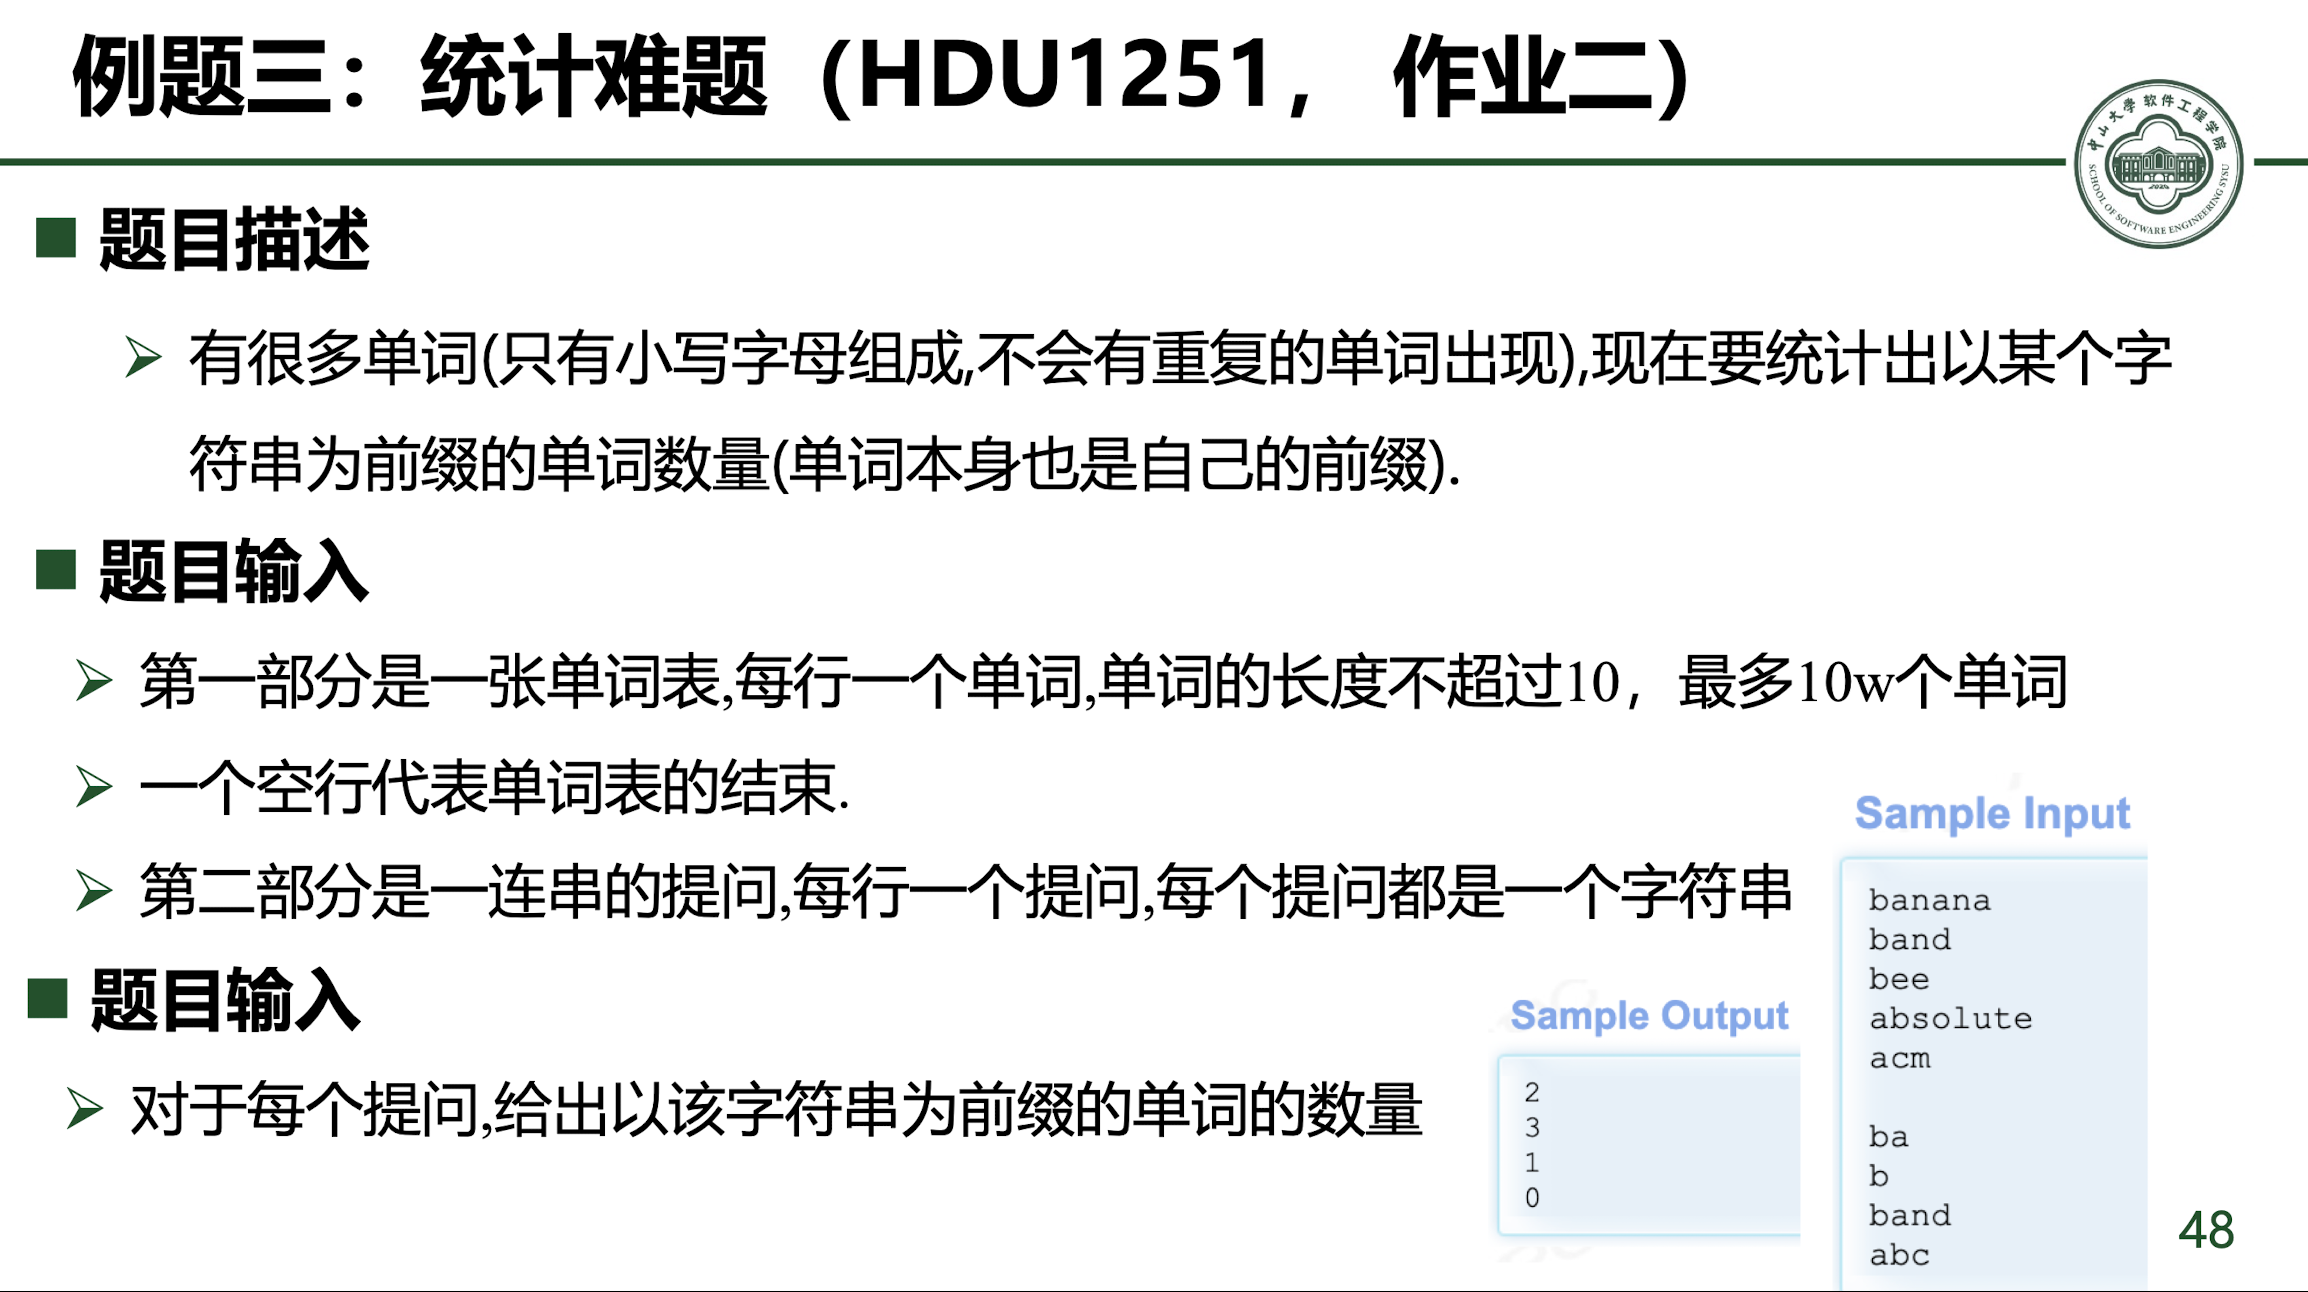 例题三：统计难题（HDU1251， 作业二）
中山大学软件工程学院
SCHOOL OF SOFTWARE ENGINEERING SYSU
题目描述
有很多单词(只有小写字母组成,不会有重复的单词出现),现在要统计出以某个字
符串为前缀的单词数量(单词本身也是自己的前缀).
题目输入
第一部分是一张单词表,每行一个单词,单词的长度不超过10，最多10w个单词
一个空行代表单词表的结束.
第二部分是一连串的提问,每行一个提问,每个提问都是一个字符串
题目输入
对于每个提问,给出以该字符串为前缀的单词的数量
Sample Output
2
3
1
0
Sample Input
banana
band
bee
absolute
acm
ba
b
band
abc
48